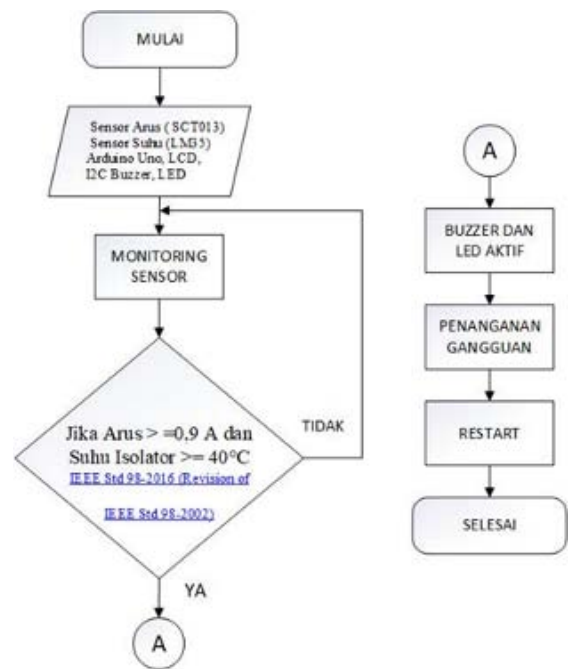 MULAI
Sensor Arus ( SCT013)
Sensor Suhu (LM35)
Arduino Uno, LCD,
I2C Buzzer, LED
MONITORING
SENSOR
Jika Arus > =0,9 A dan
Suhu Isolator >= 40°C
IEEE Std 98-2016 (Revision of
IEEE Std 98-2002)
TIDAK
YA
A
A
BUZZER DAN
LED AKTIF
PENANGANAN
GANGGUAN
RESTART
SELESAI